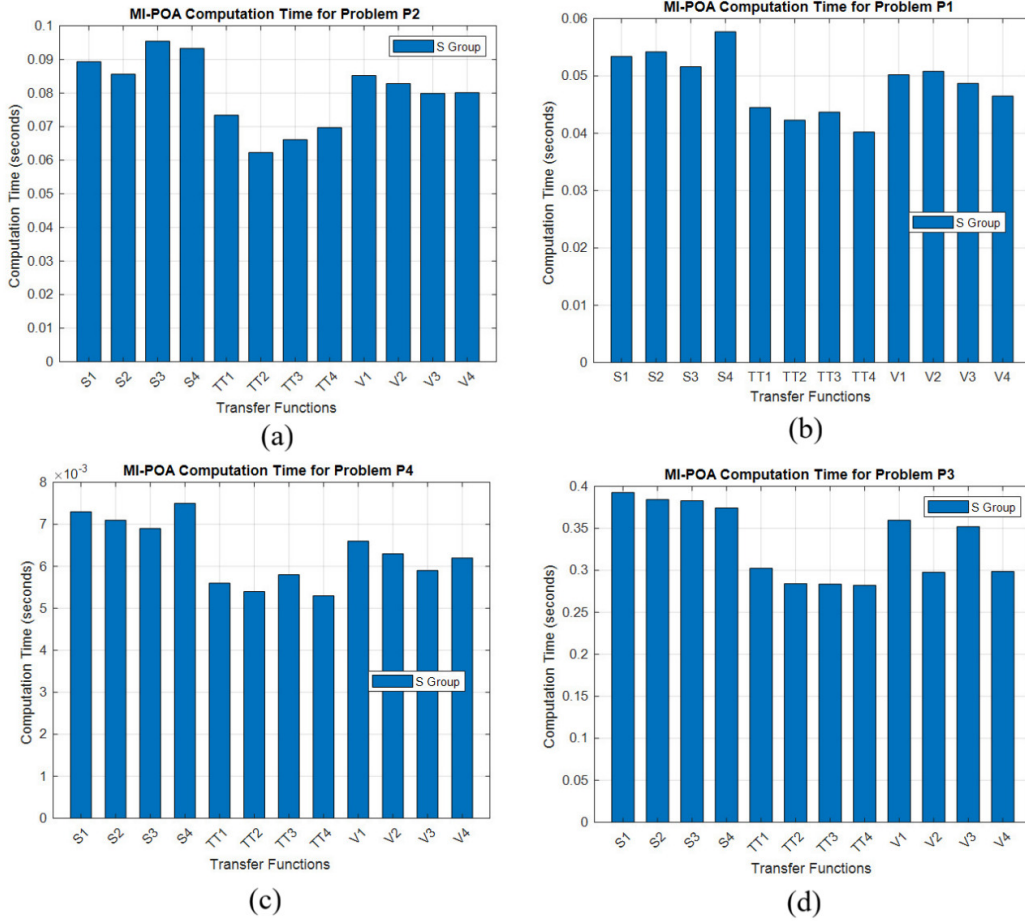 MI-POA Computation Time for Problem P2
0.1
0.09
0.08
0.07
0.06
0.05
0.04
0.03
0.02
0.01
0
Computation Time (seconds)
S Group
S1 S2 S3 S4 TT1 TT2 TT3 TT4 V1 V2 V3 V4
Transfer Functions
(a)
MI-POA Computation Time for Problem P1
0.06
0.05
0.04
0.03
0.02
0.01
0
Computation Time (seconds)
S Group
S1 S2 S3 S4 TT1 TT2 TT3 TT4 V1 V2 V3 V4
Transfer Functions
(b)
MI-POA Computation Time for Problem P4
×10⁻³
8
7
6
5
4
3
2
1
0
Computation Time (seconds)
S Group
S1 S2 S3 S4 TT1 TT2 TT3 TT4 V1 V2 V3 V4
Transfer Functions
(c)
MI-POA Computation Time for Problem P3
0.4
0.35
0.3
0.25
0.2
0.15
0.1
0.05
0
Computation Time (seconds)
S Group
S1 S2 S3 S4 TT1 TT2 TT3 TT4 V1 V2 V3 V4
Transfer Functions
(d)